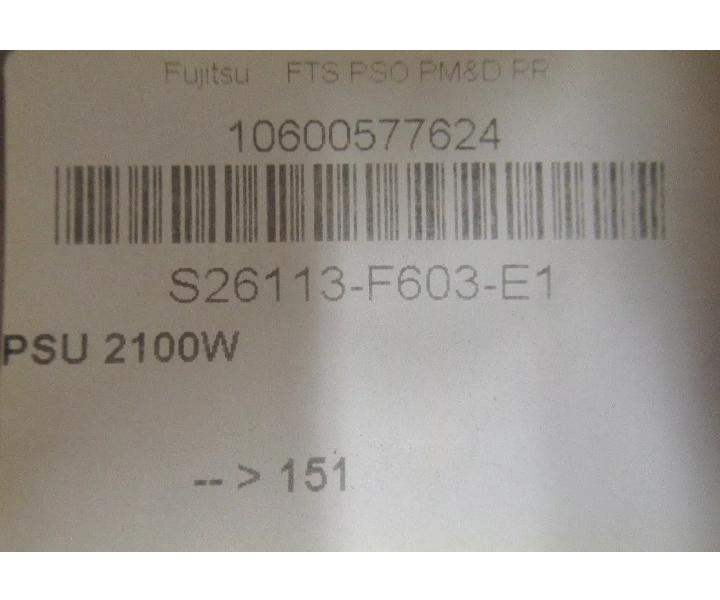 Fujitsu FTS PSO PM&D RR
10600577624
S26113-F603-E1
PSU 2100W
-- > 151